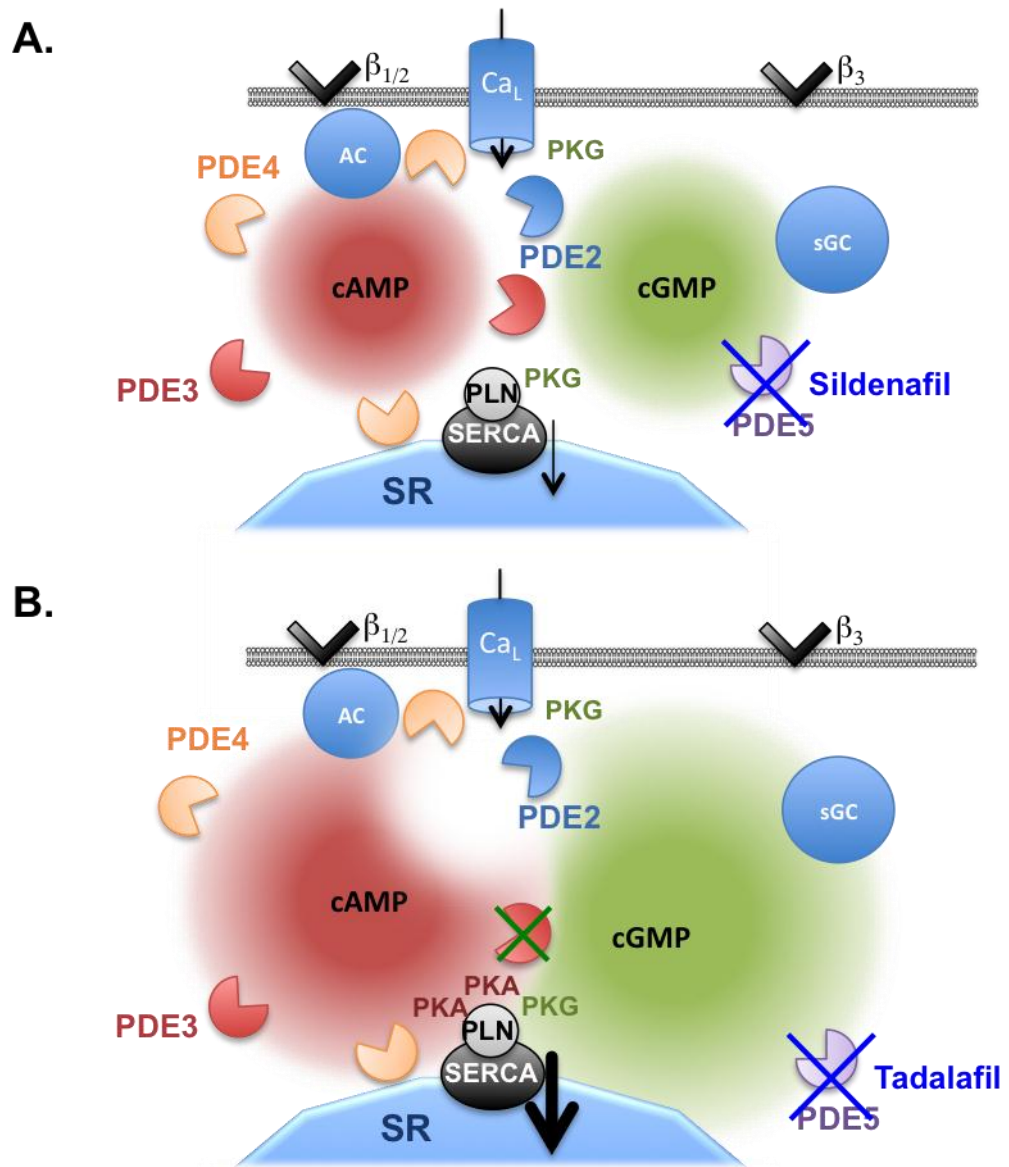 A.
β1/2
CaL
β3
AC
PKG
PDE4
sGC
PDE2
cAMP
cGMP
PDE3
PKG
PLN
Sildenafil
SERCA
PDE5
SR
B.
β1/2
CaL
β3
AC
PKG
PDE4
sGC
PDE2
cAMP
cGMP
PKA
PKA
PKG
PDE3
PLN
SERCA
Tadalafil
PDE5
SR